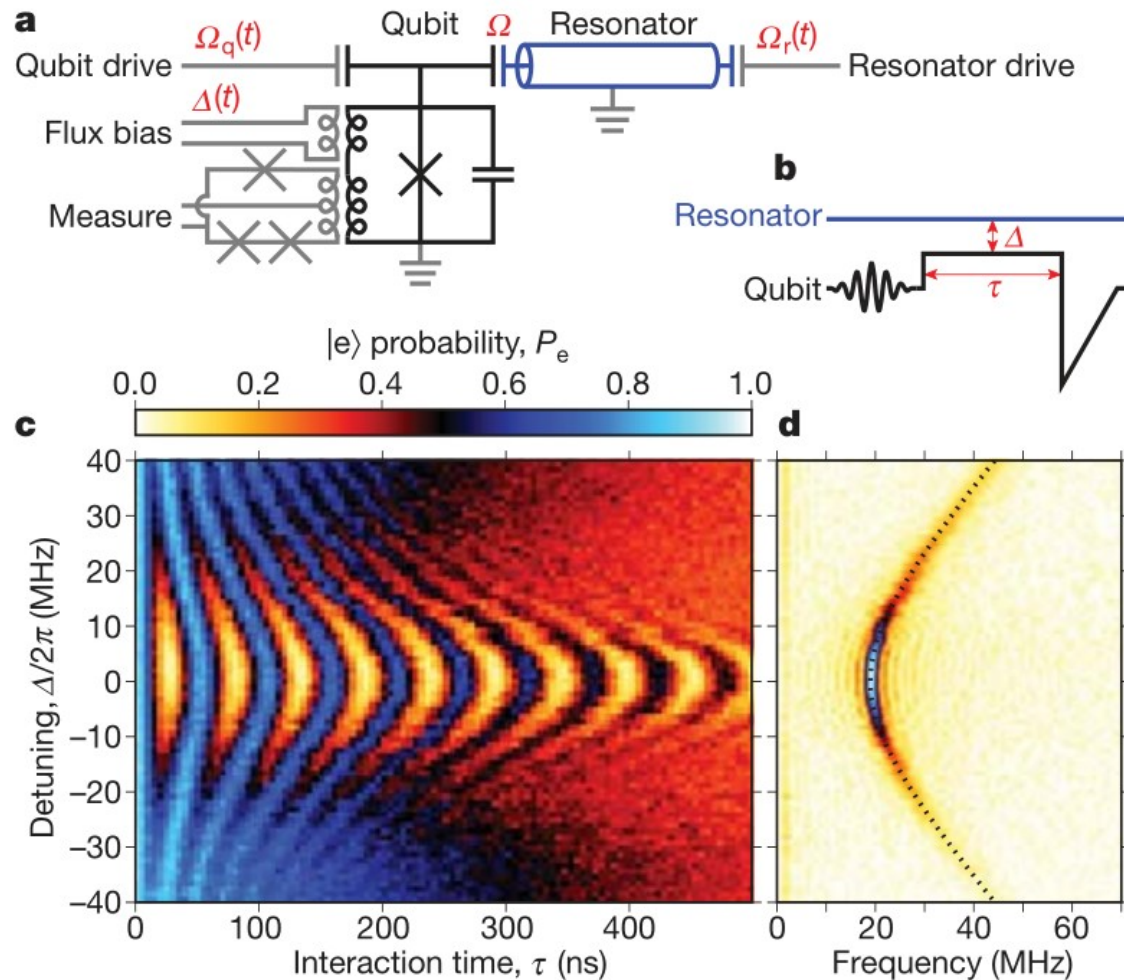 a
Qubit
Ω
Resonator
Ωq(t)
Ωr(t)
Qubit drive
Resonator drive
Δ(t)
Flux bias
Measure
b
Resonator
Δ
Qubit
τ
|e⟩ probability, Pe
0.0 0.2 0.4 0.6 0.8 1.0
c
d
40
30
20
10
0
−10
−20
−30
−40
Detuning, Δ/2π (MHz)
0 100 200 300 400
Interaction time, τ (ns)
0 20 40 60
Frequency (MHz)